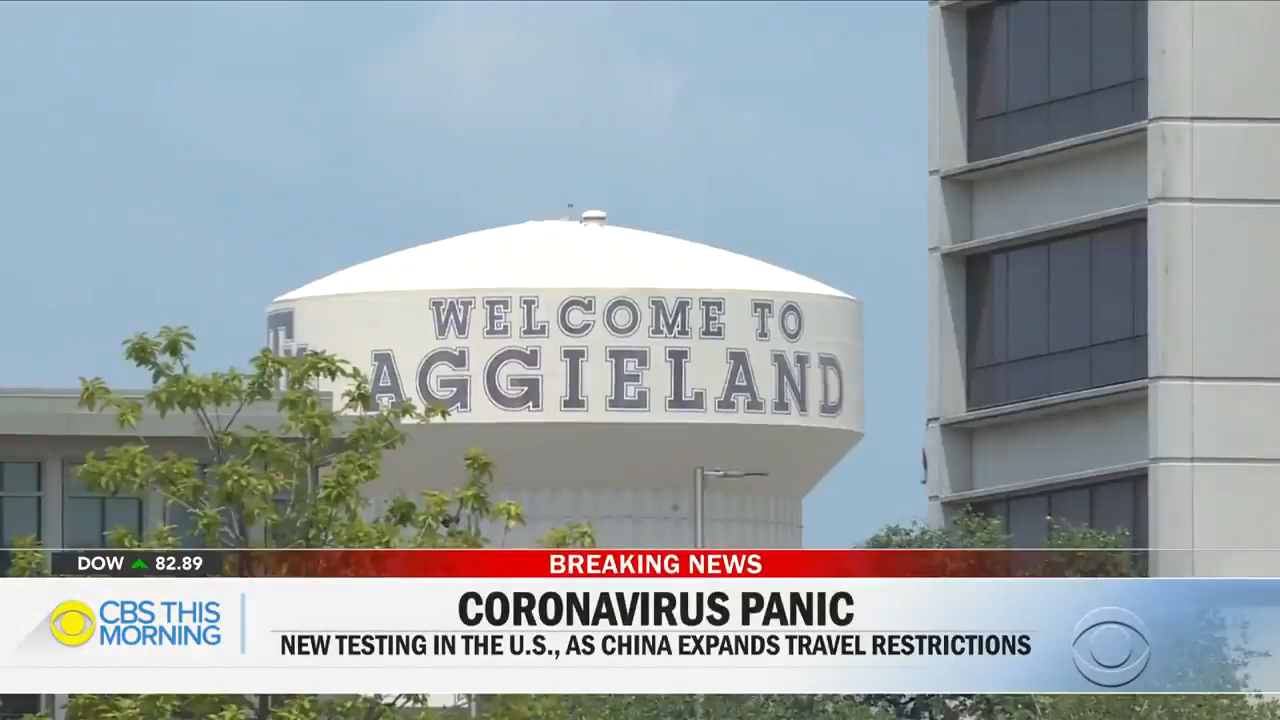 WELCOME TO
AGGIELAND
DOW 82.89
BREAKING NEWS
CBS THIS
MORNING
CORONAVIRUS PANIC
NEW TESTING IN THE U.S., AS CHINA EXPANDS TRAVEL RESTRICTIONS